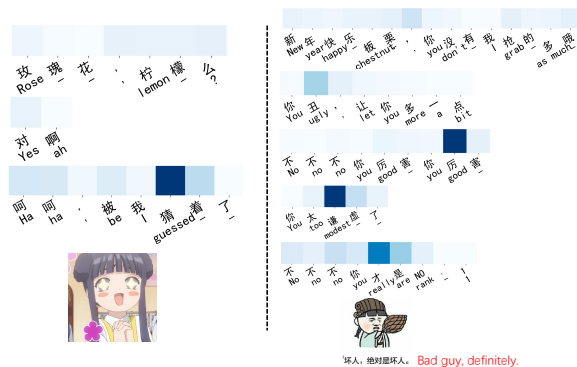 玫瑰花，柠檬么
Rose _ _ , lemon _ ?
对啊
Yes ah
呵呵，被我猜着了
Ha ha , be I guessed _ _
新年快乐_板栗，你没有我抢的多哦
New year happy _ chestnut , you don't _ I grab _ as much _
你丑，让你多一点
You ugly , let you more a bit
不不不你厉害_你厉害
No no no you good _ _ you good _
你太谦虚了
You too modest _ _
不不不你才是NO：！
No no no you really are NO rank : !
“坏人，绝对是坏人。
Bad guy, definitely.